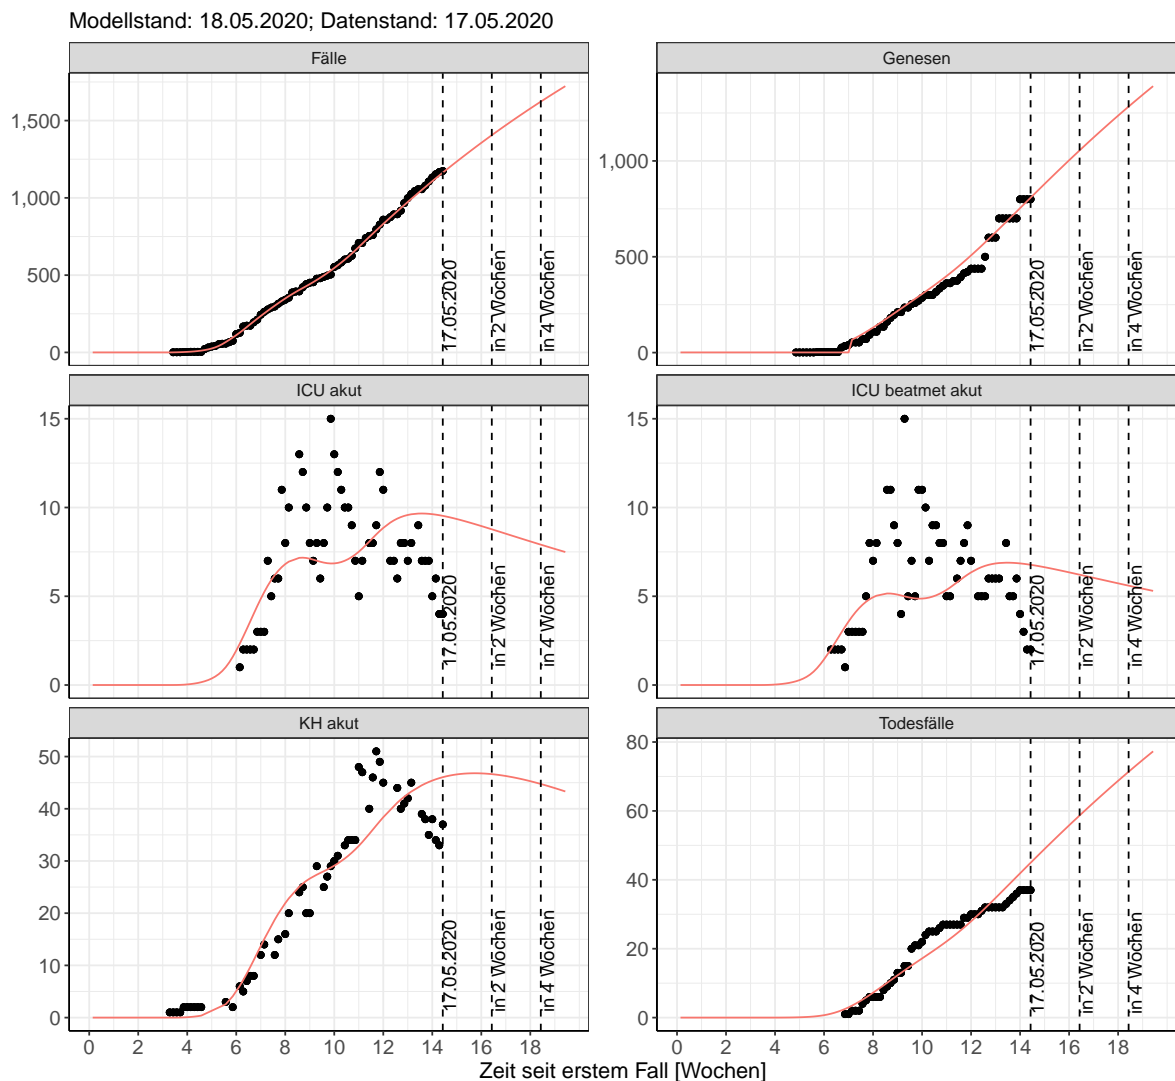 Modellstand: 18.05.2020; Datenstand: 17.05.2020
Fälle
Genesen
1,500
1,000
500
0
17.05.2020
in 2 Wochen
in 4 Wochen
1,000
500
0
17.05.2020
in 2 Wochen
in 4 Wochen
ICU akut
ICU beatmet akut
15
10
5
0
17.05.2020
in 2 Wochen
in 4 Wochen
15
10
5
0
17.05.2020
in 2 Wochen
in 4 Wochen
KH akut
Todesfälle
50
40
30
20
10
0
17.05.2020
in 2 Wochen
in 4 Wochen
80
60
40
20
0
17.05.2020
in 2 Wochen
in 4 Wochen
0 2 4 6 8 10 12 14 16 18
0 2 4 6 8 10 12 14 16 18
Zeit seit erstem Fall [Wochen]